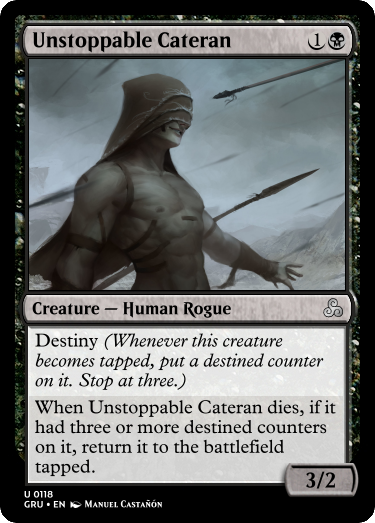 Unstoppable Cateran 1
Creature — Human Rogue
Destiny (Whenever this creature
becomes tapped, put a destined counter
on it. Stop at three.)
When Unstoppable Cateran dies, if it
had three or more destined counters
on it, return it to the battlefield
tapped.
3/2
U 0118
GRU • EN Manuel Castañón